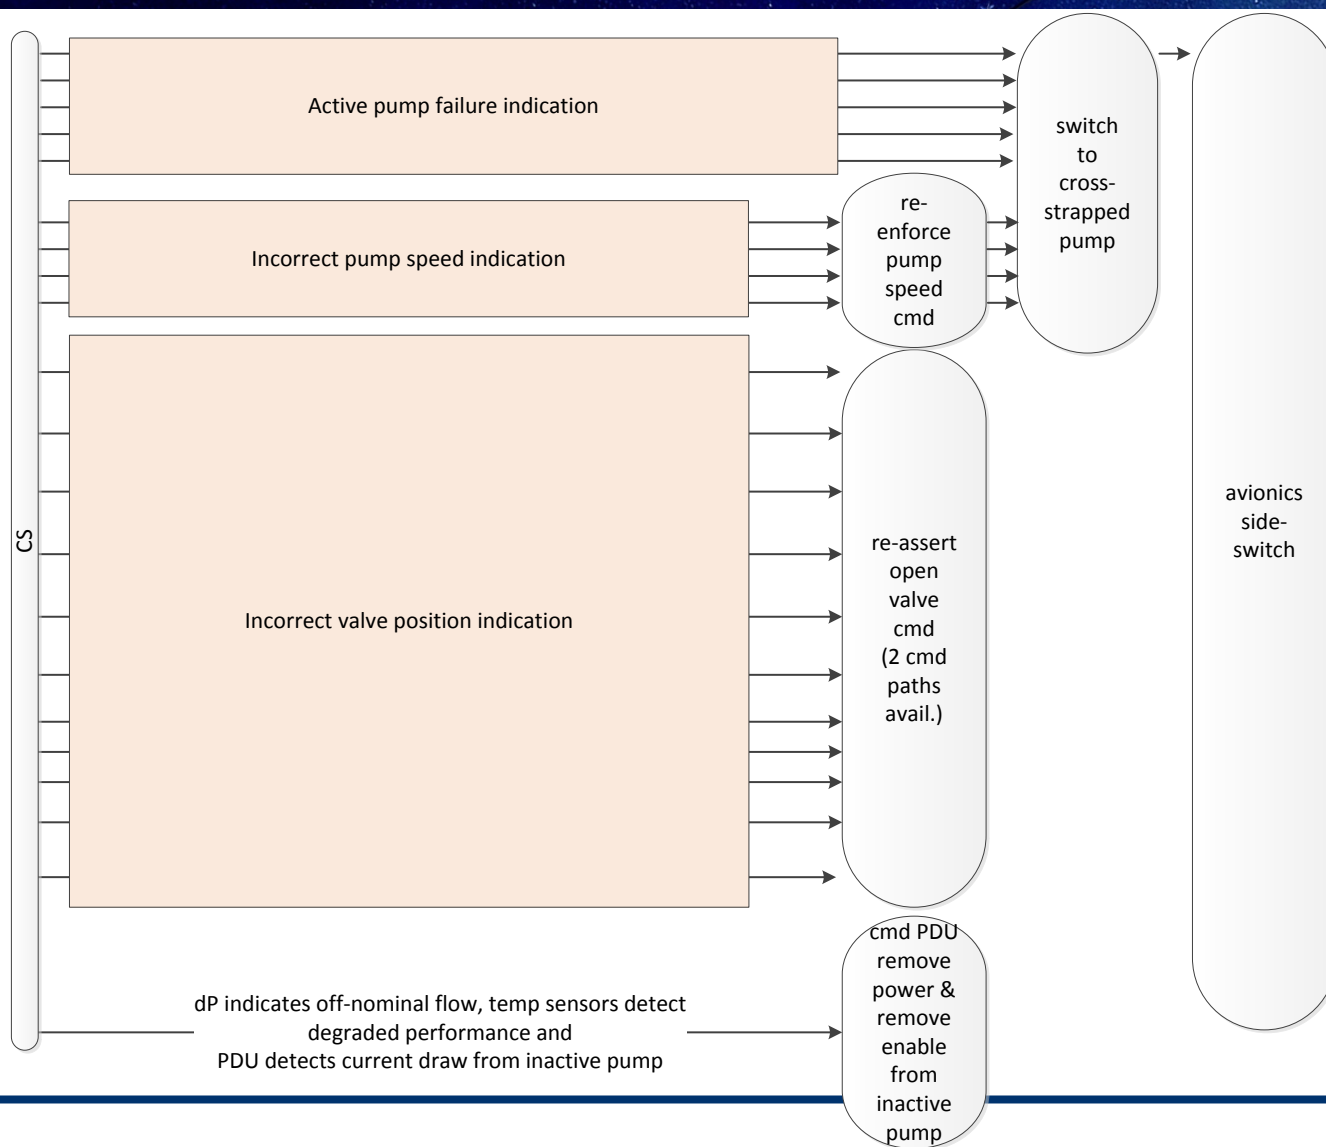 CS
Active pump failure indication
switch
to
cross-
strapped
pump
Incorrect pump speed indication
re-
enforce
pump
speed
cmd
Incorrect valve position indication
re-assert
open
valve
cmd
(2 cmd
paths
avail.)
avionics
side-
switch
dP indicates off-nominal flow, temp sensors detect
degraded performance and
PDU detects current draw from inactive pump
cmd PDU
remove
power &
remove
enable
from
inactive
pump